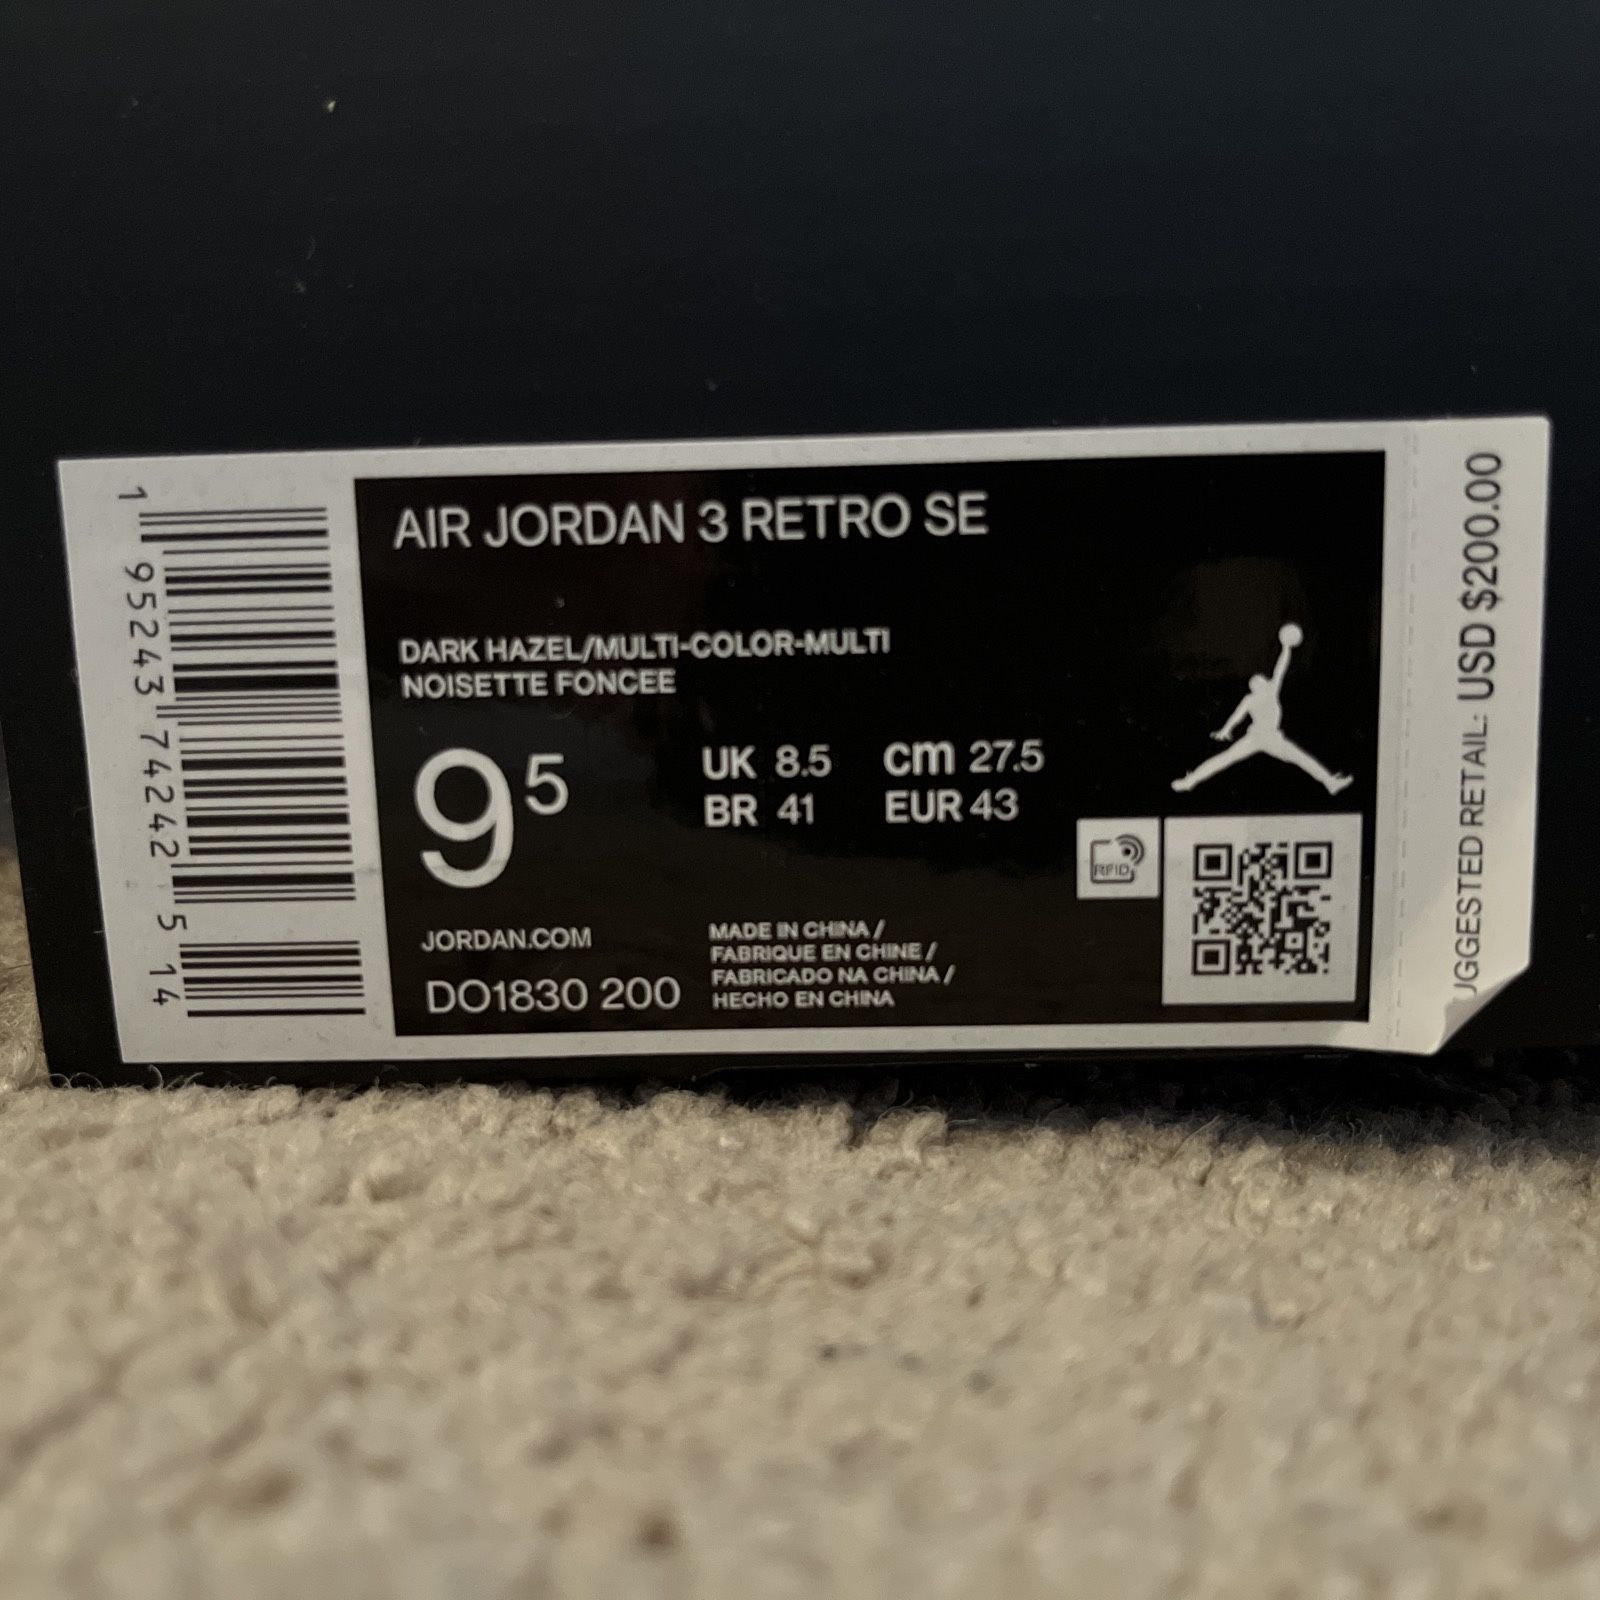 AIR JORDAN 3 RETRO SE
DARK HAZEL/MULTI-COLOR-MULTI
NOISETTE FONCEE
9 5
UK 8.5 cm 27.5
BR 41 EUR 43
JORDAN.COM
DO1830 200
MADE IN CHINA /
FABRIQUE EN CHINE /
FABRICADO NA CHINA /
HECHO EN CHINA
RFID
1 95243 74242 5 14
UGGESTED RETAIL: USD $200.00